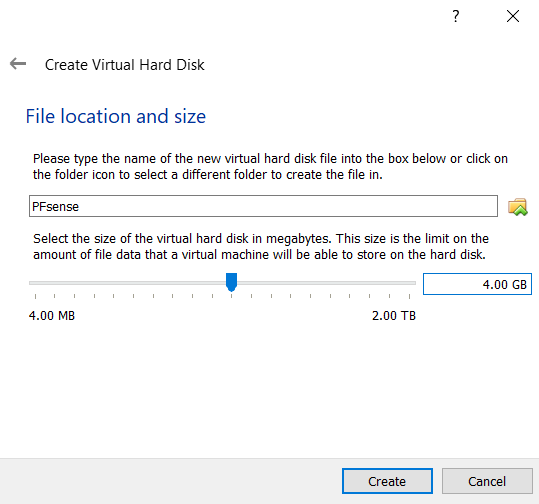 ?
Create Virtual Hard Disk
File location and size
Please type the name of the new virtual hard disk file into the box below or click on
the folder icon to select a different folder to create the file in.
PFsense
Select the size of the virtual hard disk in megabytes. This size is the limit on the
amount of file data that a virtual machine will be able to store on the hard disk.
4.00 GB
4.00 MB 2.00 TB
Create Cancel